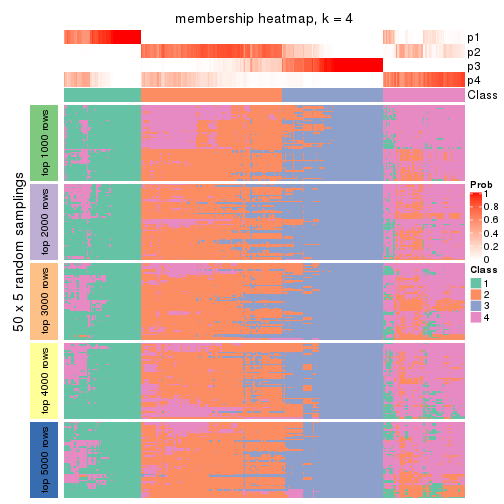 membership heatmap, k = 4
p1
p2
p3
p4
Class
50 x 5 random samplings
top 1000 rows
top 2000 rows
top 3000 rows
top 4000 rows
top 5000 rows
Prob
1
0.8
0.6
0.4
0.2
0
Class
1
2
3
4